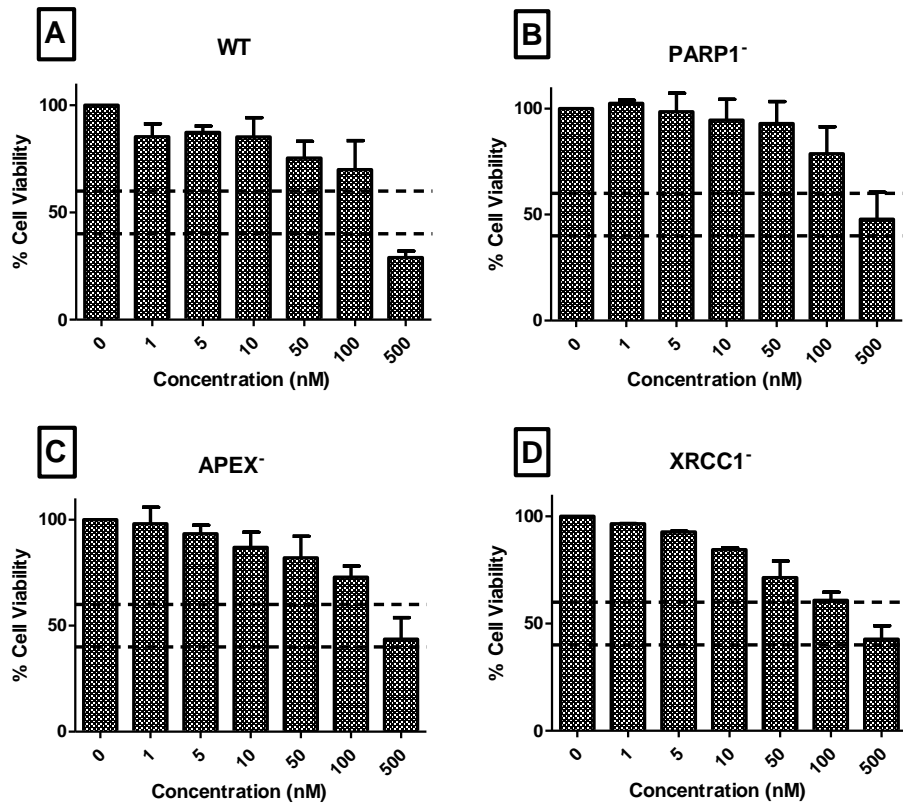 A
WT
% Cell Viability
100
50
0
0 1 5 10 50 100 500
Concentration (nM)
B
PARP1⁻
% Cell Viability
100
50
0
0 1 5 10 50 100 500
Concentration (nM)
C
APEX⁻
% Cell Viability
100
50
0
0 1 5 10 50 100 500
Concentration (nM)
D
XRCC1⁻
% Cell Viability
100
50
0
0 1 5 10 50 100 500
Concentration (nM)